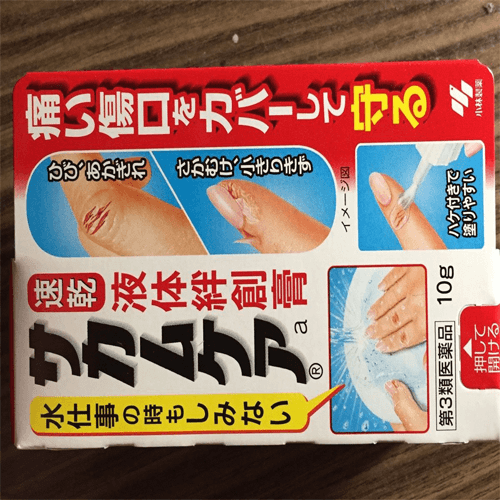 痛い傷口をカバーして守る
小林製薬
ひび、あかぎれ
さかむけ、小きりきず
イメージ図
ハケ付きで
塗りやすい
速乾
液体絆創膏
サカムケアa®
水仕事の時もしみない
第3類医薬品
10g
押して
開ける